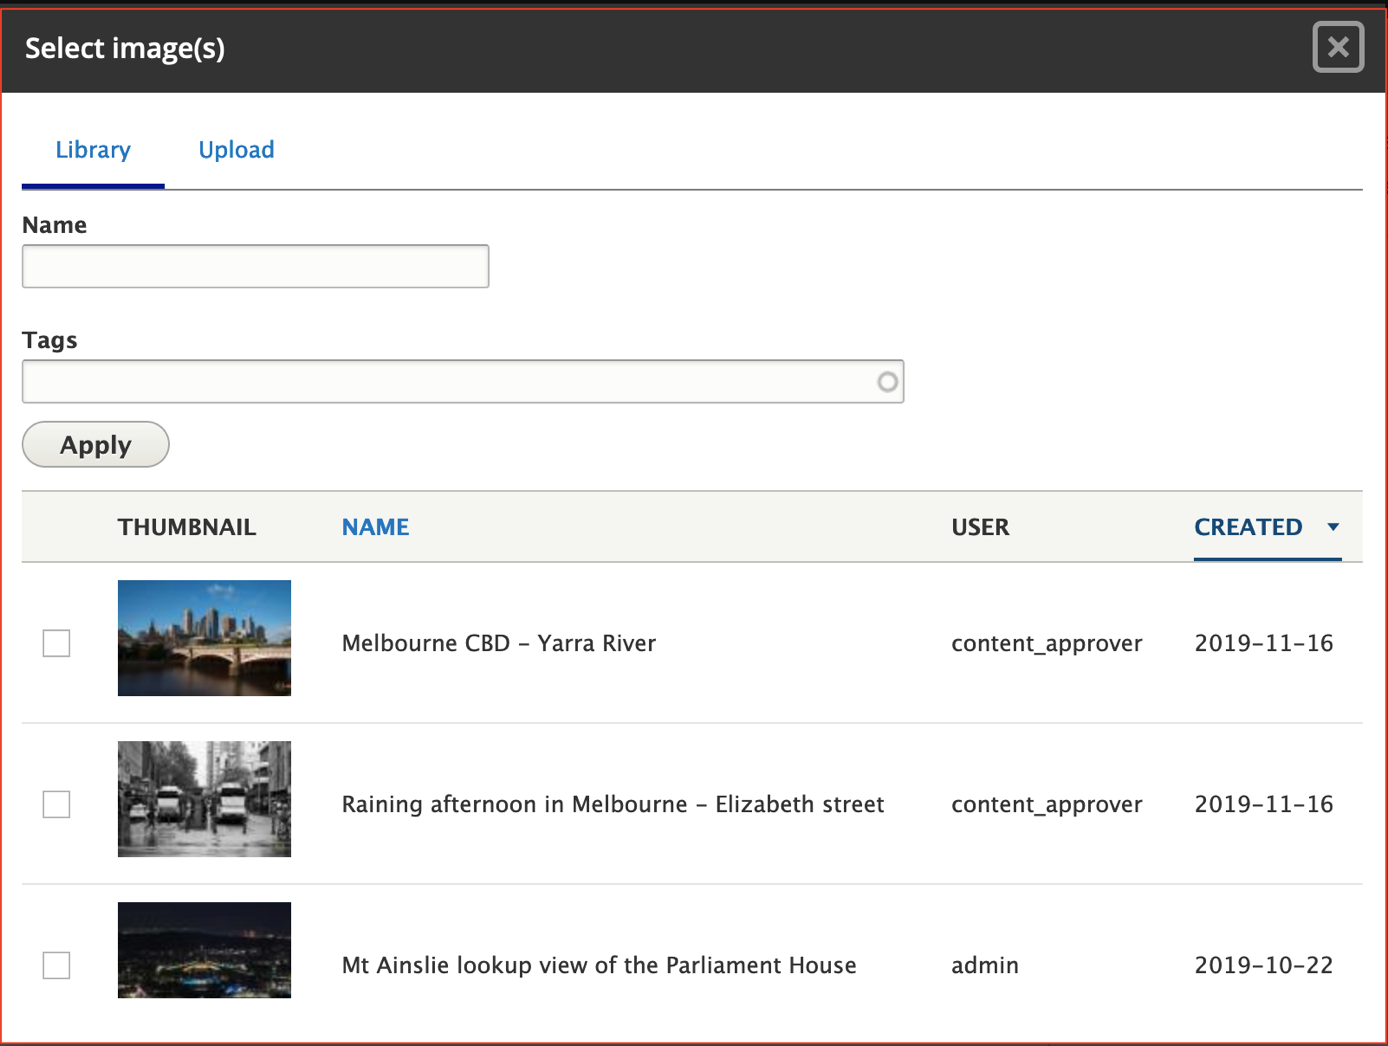 Select image(s)
Library Upload
Name
Tags
Apply
THUMBNAIL NAME USER CREATED
Melbourne CBD – Yarra River content_approver 2019-11-16
Raining afternoon in Melbourne – Elizabeth street content_approver 2019-11-16
Mt Ainslie lookup view of the Parliament House admin 2019-10-22